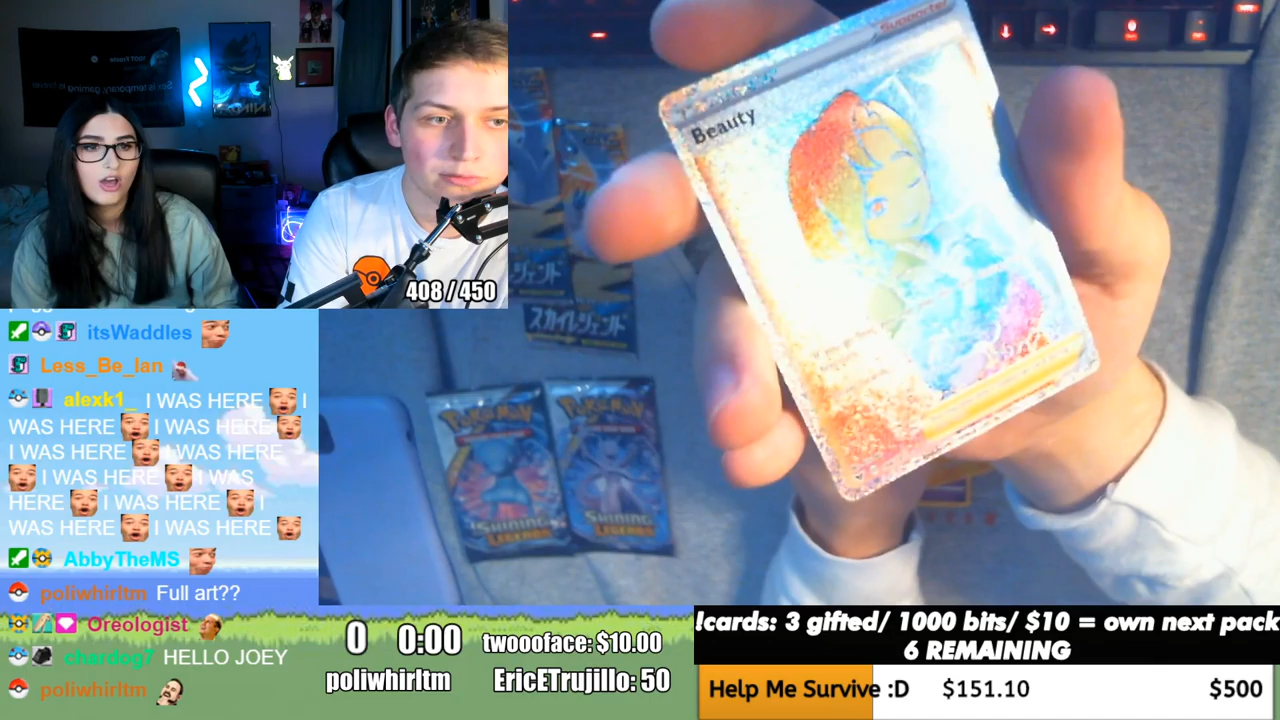 408 / 450
itsWaddles
Less_Be_Ian
alexk1_ I WAS HERE I
WAS HERE I WAS HERE
I WAS HERE I WAS HERE
I WAS HERE I WAS
HERE I WAS HERE I
WAS HERE I WAS HERE
AbbyTheMS
poliwhirltm Full art??
Oreologist
chardog7 HELLO JOEY
poliwhirltm
Supporter
Beauty
スカイレジェンド
POKéMON
SHINING
LEGENDS
POKéMON
SHINING
LEGENDS
0 0:00 twoooface: $10.00
poliwhirltm EricETrujillo: 50
!cards: 3 gifted/ 1000 bits/ $10 = own next pack
6 REMAINING
Help Me Survive :D $151.10 $500